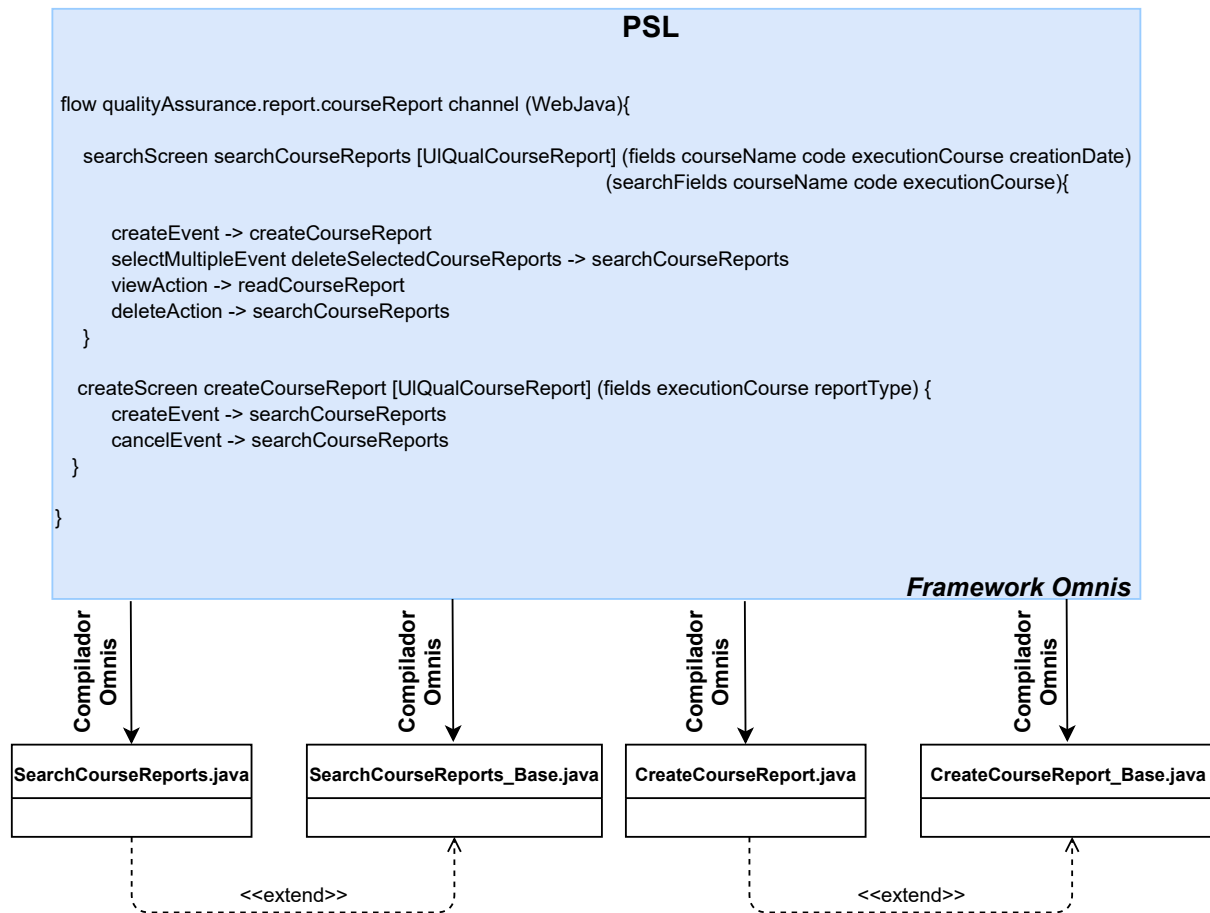 PSL
flow qualityAssurance.report.courseReport channel (WebJava){
searchScreen searchCourseReports [UlQualCourseReport] (fields courseName code executionCourse creationDate)
(searchFields courseName code executionCourse){
createEvent -> createCourseReport
selectMultipleEvent deleteSelectedCourseReports -> searchCourseReports
viewAction -> readCourseReport
deleteAction -> searchCourseReports
}
createScreen createCourseReport [UlQualCourseReport] (fields executionCourse reportType) {
createEvent -> searchCourseReports
cancelEvent -> searchCourseReports
}
}
Framework Omnis
Compilador
Omnis
Compilador
Omnis
Compilador
Omnis
Compilador
Omnis
SearchCourseReports.java
SearchCourseReports_Base.java
CreateCourseReport.java
CreateCourseReport_Base.java
<<extend>>
<<extend>>